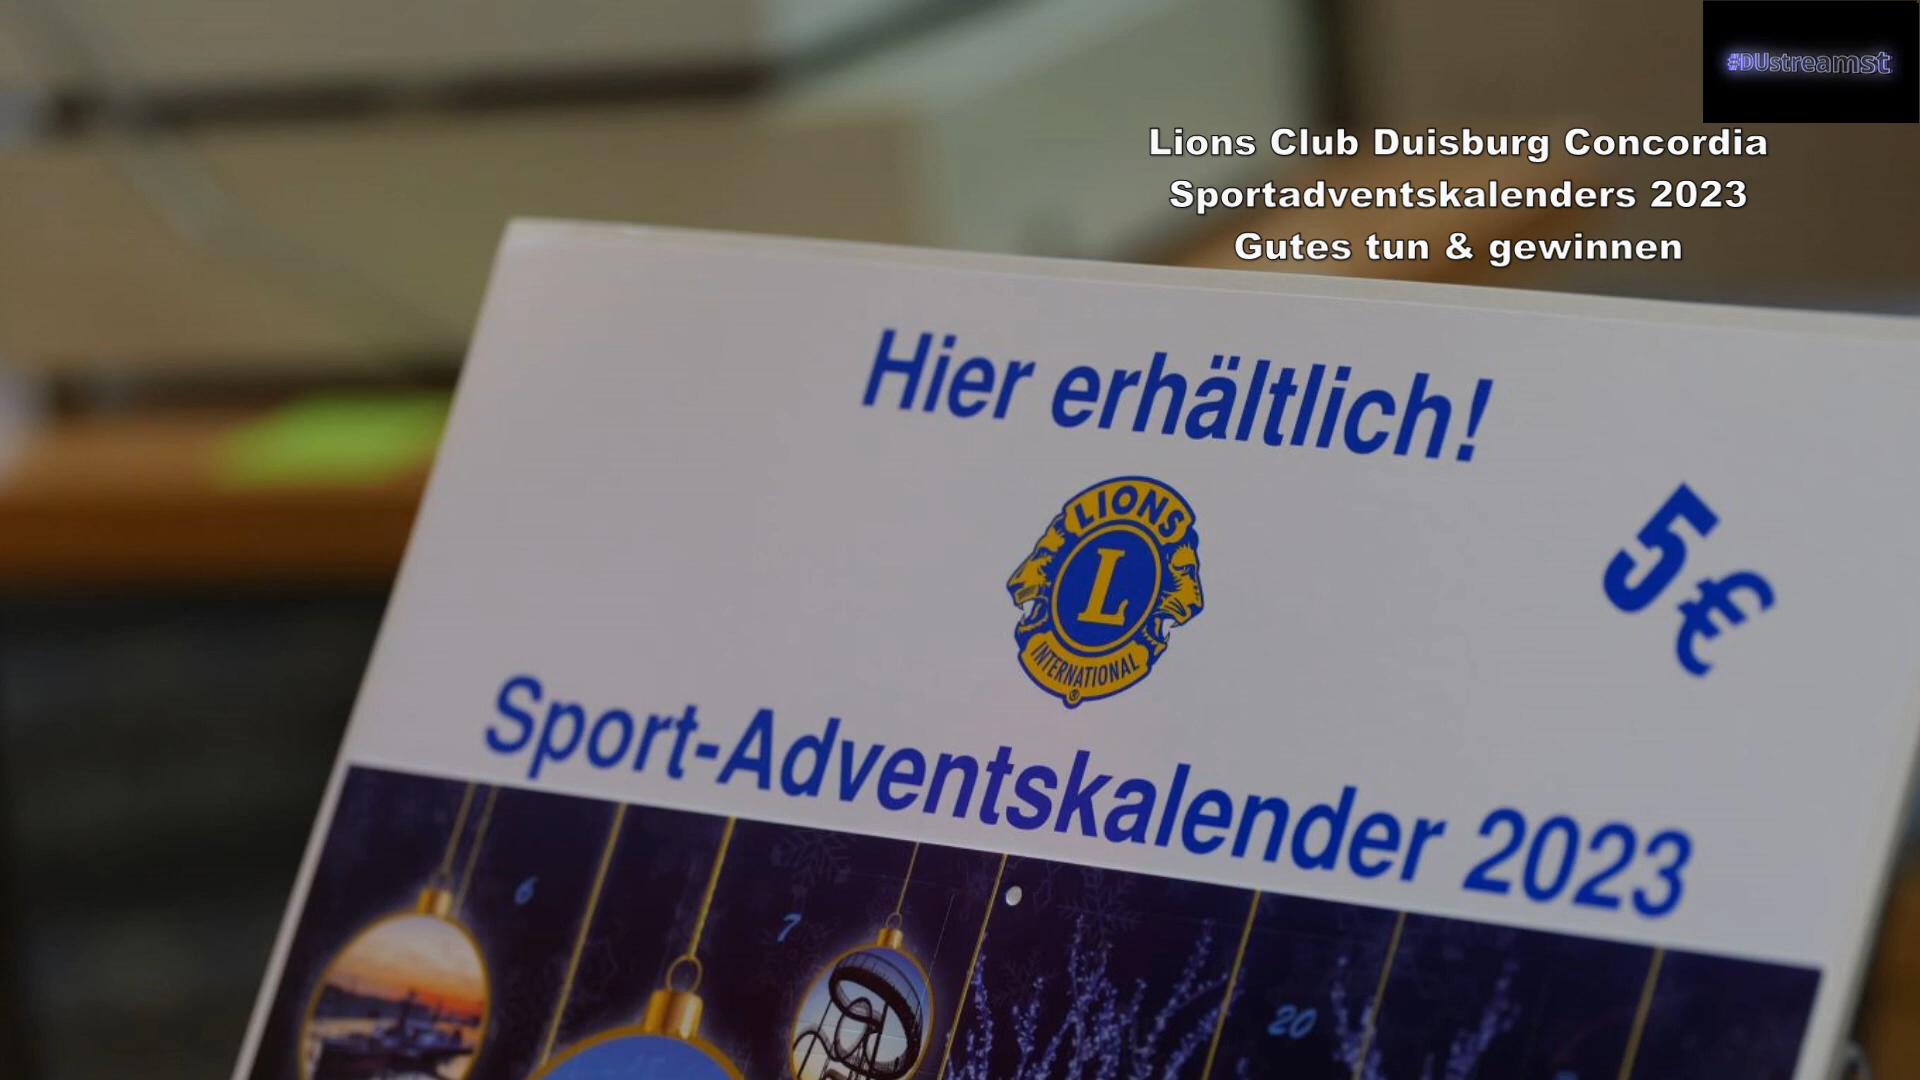 #DUstreamst
Lions Club Duisburg Concordia
Sportadventskalenders 2023
Gutes tun & gewinnen
Hier erhältlich!
5€
LIONS
L
INTERNATIONAL
®
Sport-Adventskalender 2023
6
7
20